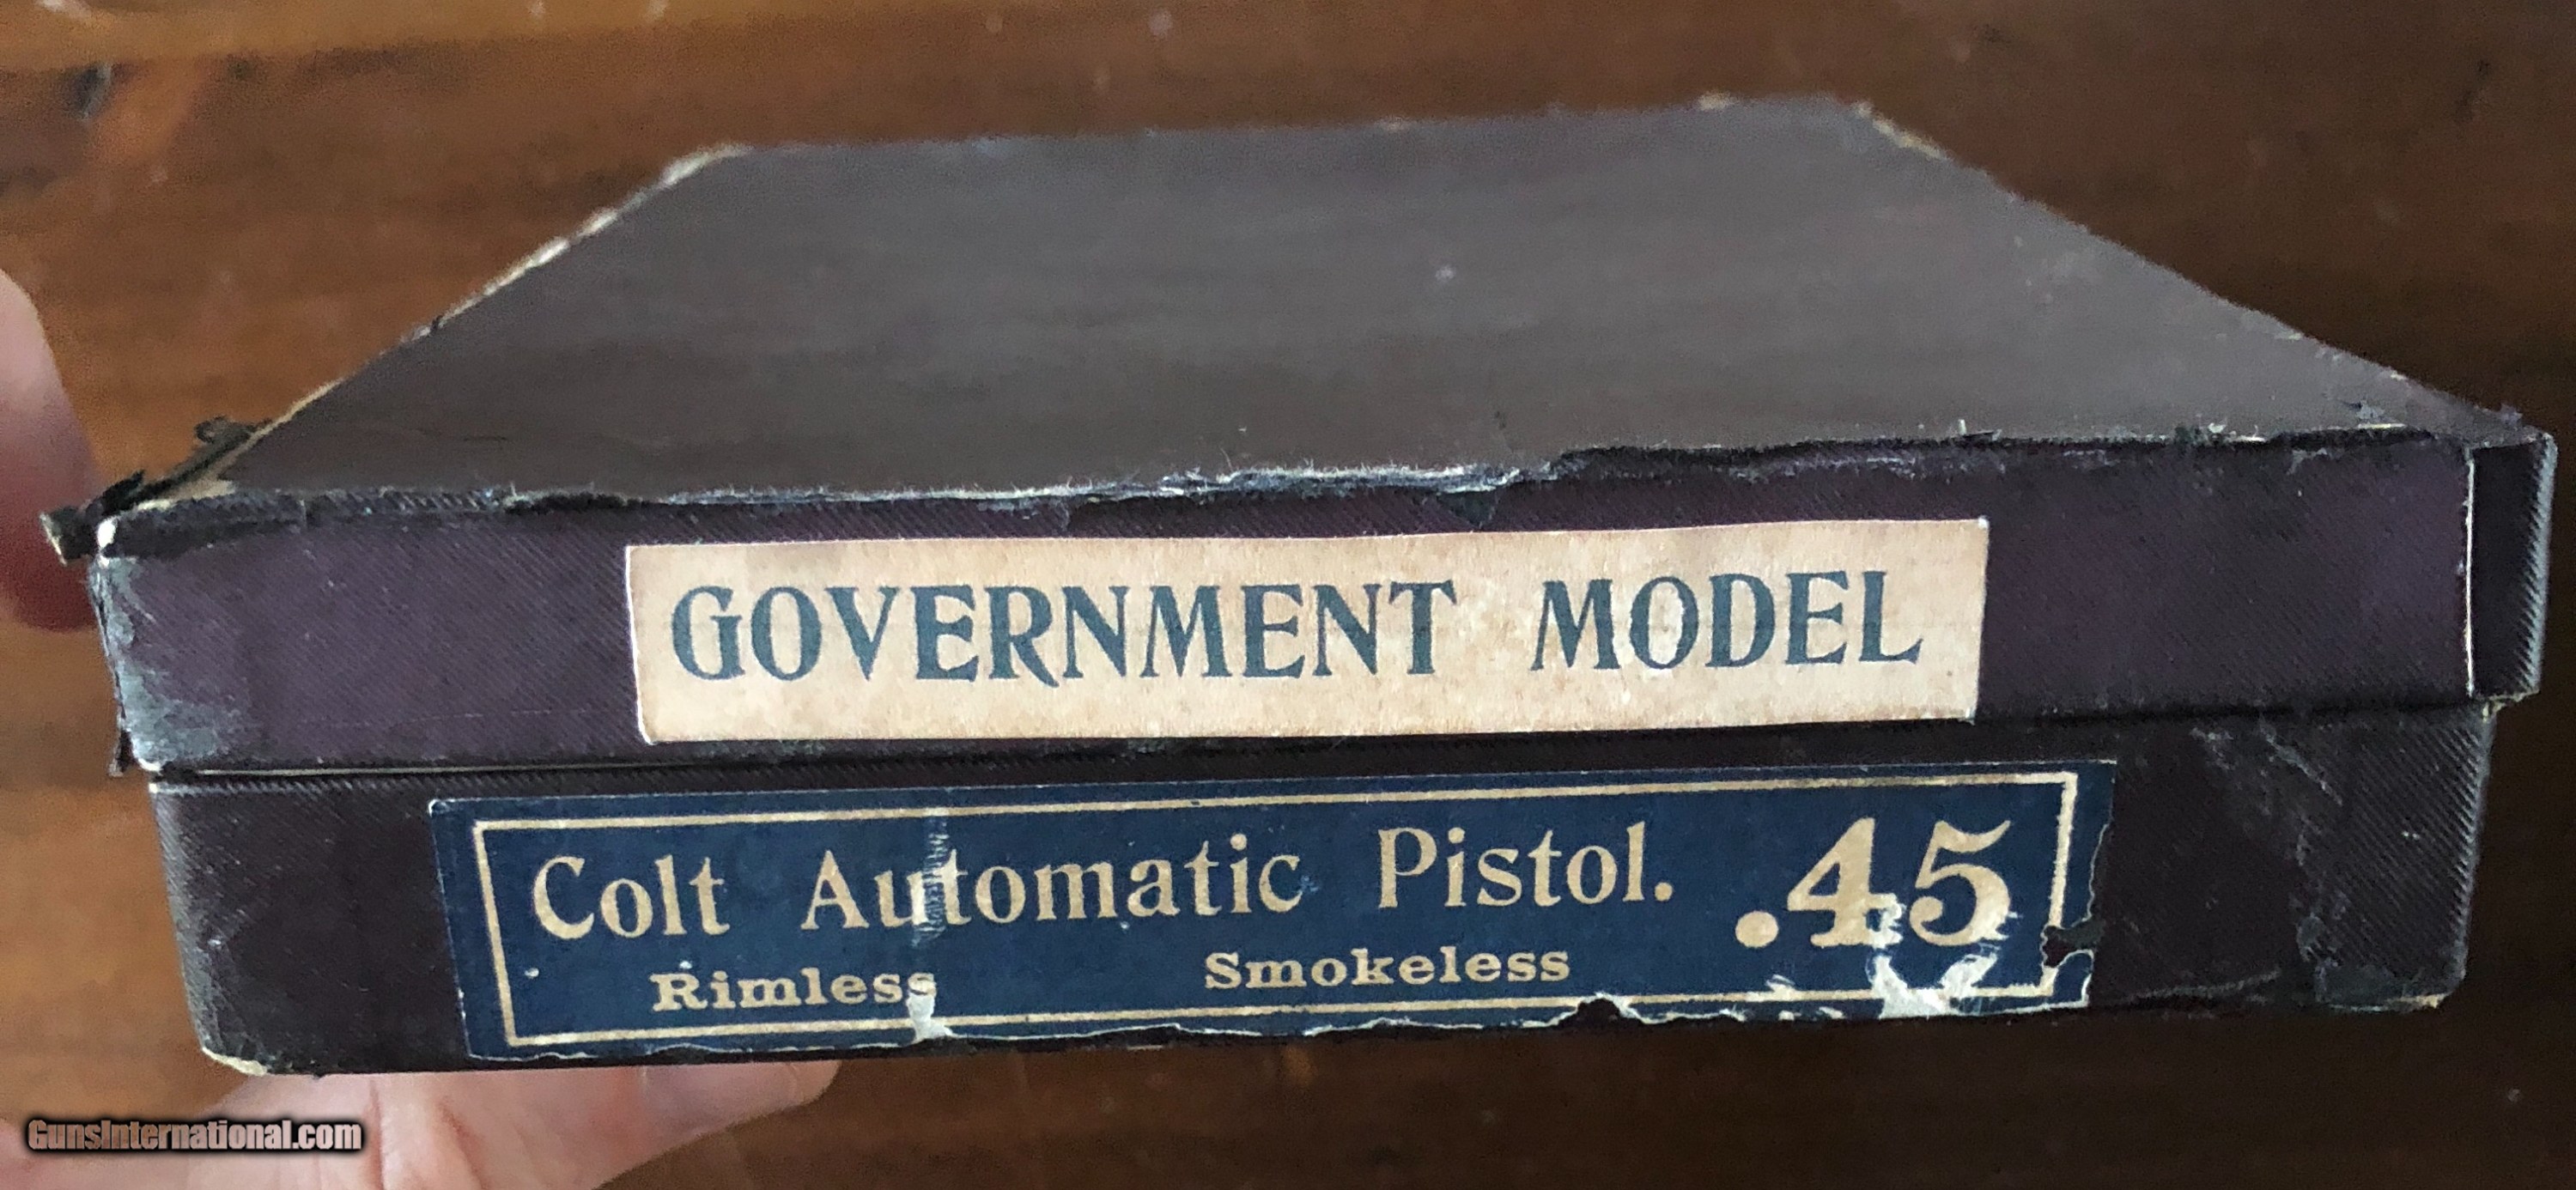 GOVERNMENT MODEL
Colt Automatic Pistol. .45
Rimless Smokeless
GunsInternational.com